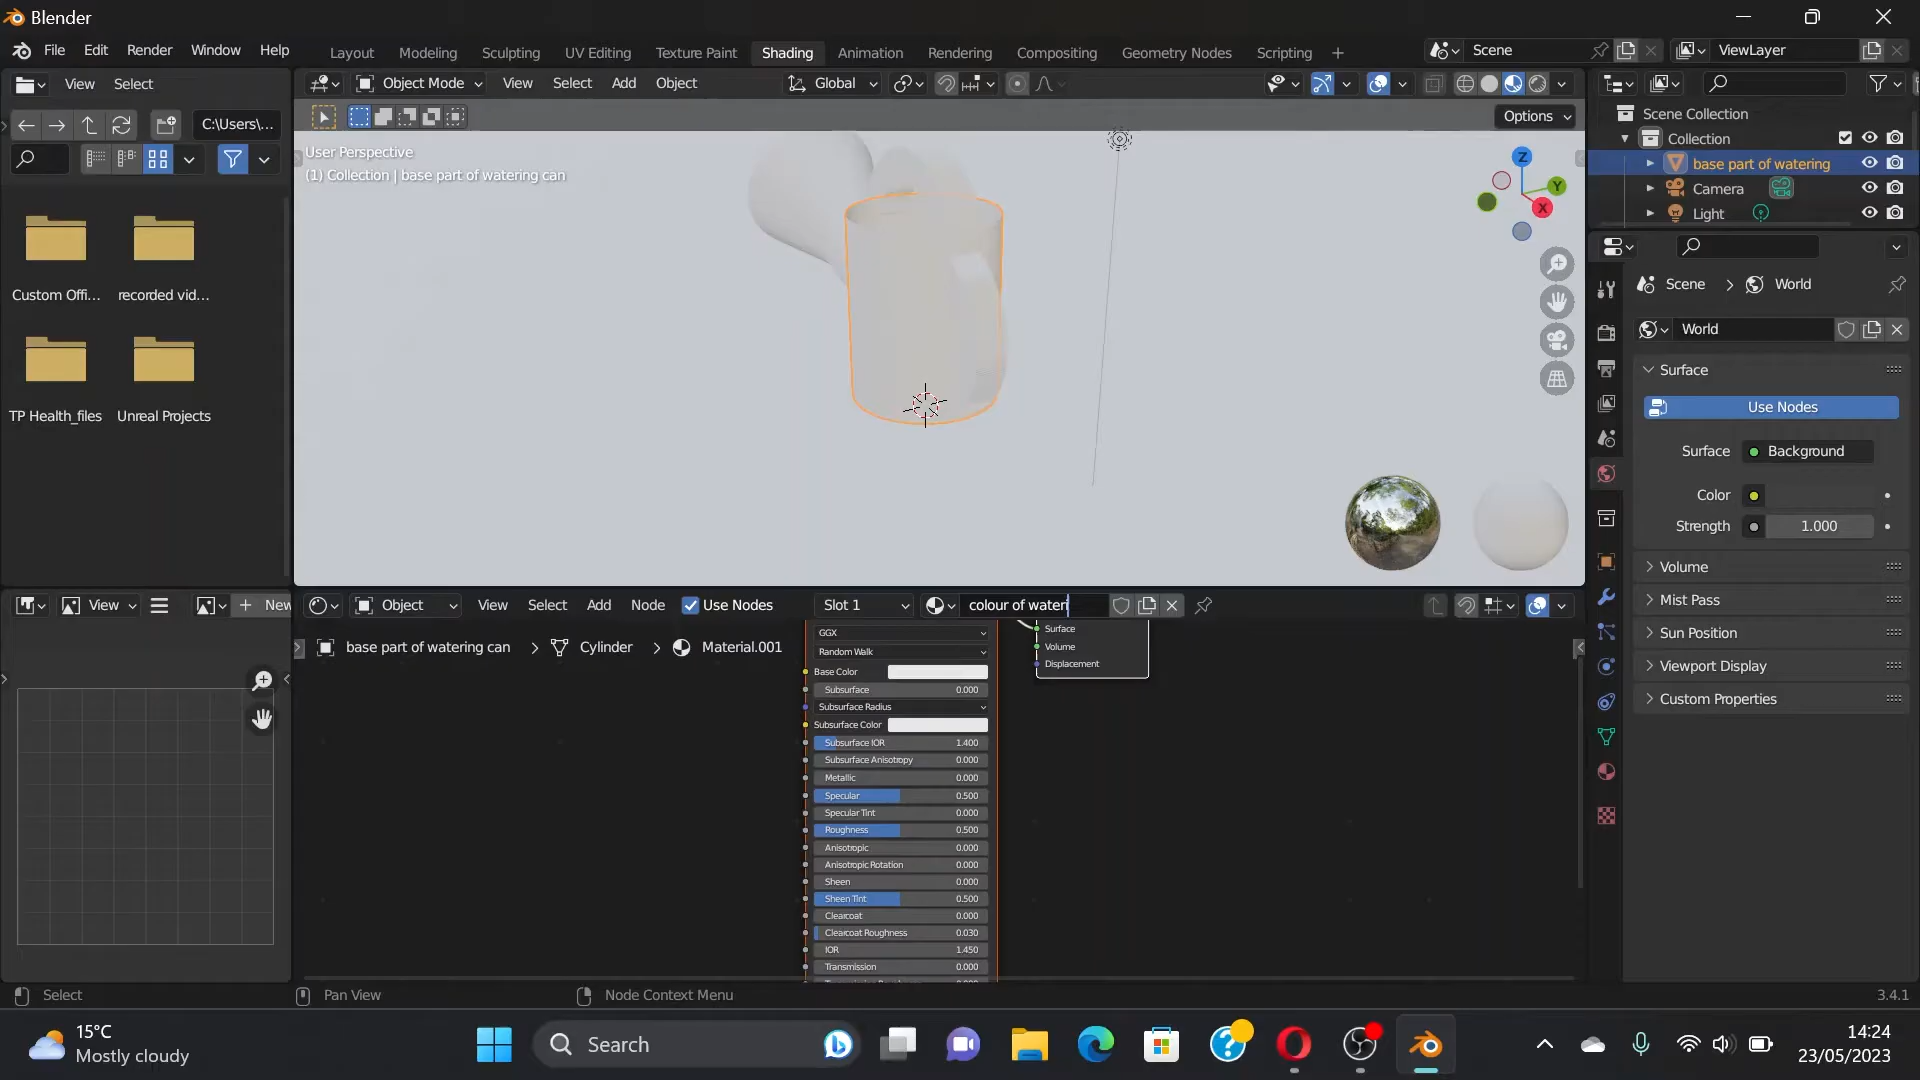 Blender
File Edit Render Window Help
Layout Modeling Sculpting UV Editing Texture Paint Shading Animation Rendering Compositing Geometry Nodes Scripting +
Scene
ViewLayer
View Select
Object Mode View Select Add Object
Global
C:\Users\...
Options
Custom Offi...
recorded vid...
TP Health_files
Unreal Projects
User Perspective
(1) Collection | base part of watering can
Z
Y
X
Scene Collection
Collection
base part of watering
Camera
Light
Scene > World
World
Surface
Use Nodes
Surface Background
Color
Strength 1.000
Volume
Mist Pass
Sun Position
Viewport Display
Custom Properties
View
+ New
Object View Select Add Node Use Nodes Slot 1 colour of wateri
base part of watering can > Cylinder > Material.001
GGX
Random Walk
Base Color
Subsurface 0.000
Subsurface Radius
Subsurface Color
Subsurface IOR 1.400
Subsurface Anisotropy 0.000
Metallic 0.000
Specular 0.500
Specular Tint 0.000
Roughness 0.500
Anisotropic 0.000
Anisotropic Rotation 0.000
Sheen 0.000
Sheen Tint 0.500
Clearcoat 0.000
Clearcoat Roughness 0.030
IOR 1.450
Transmission 0.000
Surface
Volume
Displacement
Select
Pan View
Node Context Menu
3.4.1
15°C
Mostly cloudy
Search
14:24
23/05/2023